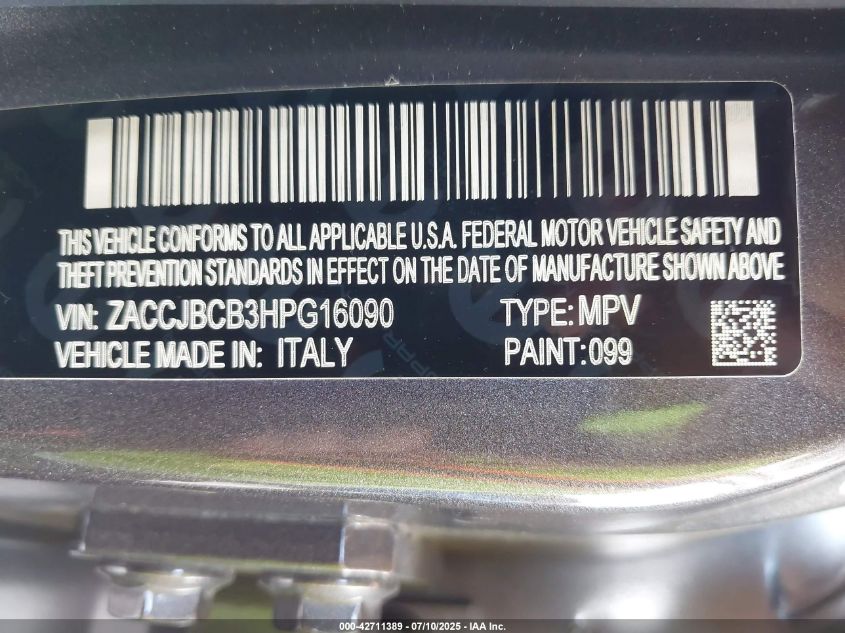 THIS VEHICLE CONFORMS TO ALL APPLICABLE U.S.A. FEDERAL MOTOR VEHICLE SAFETY AND
THEFT PREVENTION STANDARDS IN EFFECT ON THE DATE OF MANUFACTURE SHOWN ABOVE
VIN: ZACCJBCB3HPG16090 TYPE: MPV
VEHICLE MADE IN: ITALY PAINT: 099
000-42711389 - 07/10/2025 - IAA Inc.